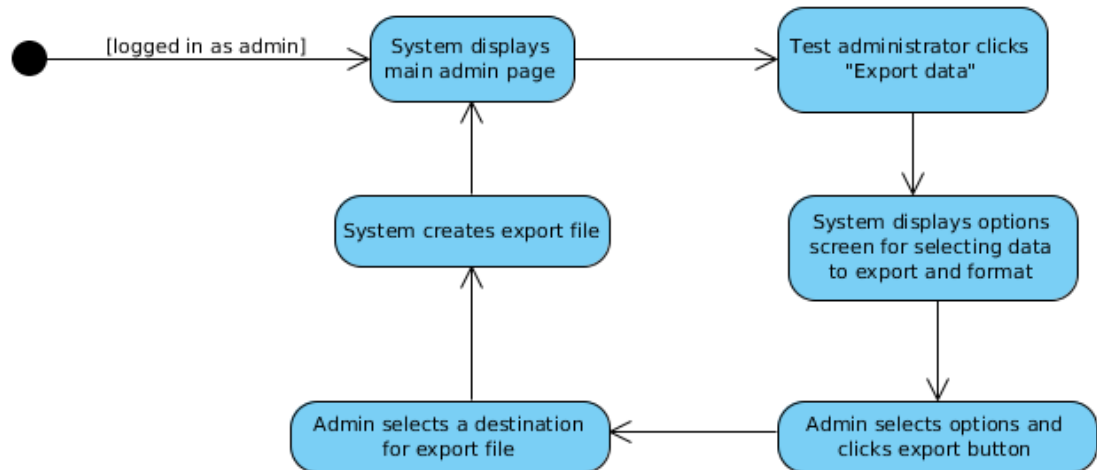 [logged in as admin]
System displays
main admin page
Test administrator clicks
"Export data"
System creates export file
System displays options
screen for selecting data
to export and format
Admin selects a destination
for export file
Admin selects options and
clicks export button